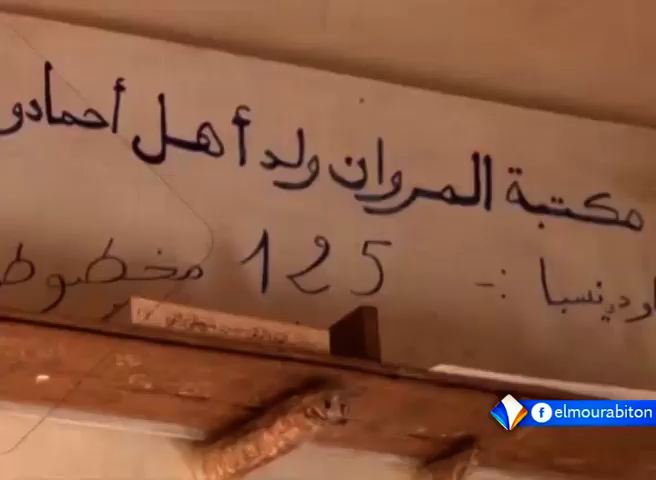 مكتبة المروان ولد أهل أحمادو
:- 125 مخطوط
elmourabiton